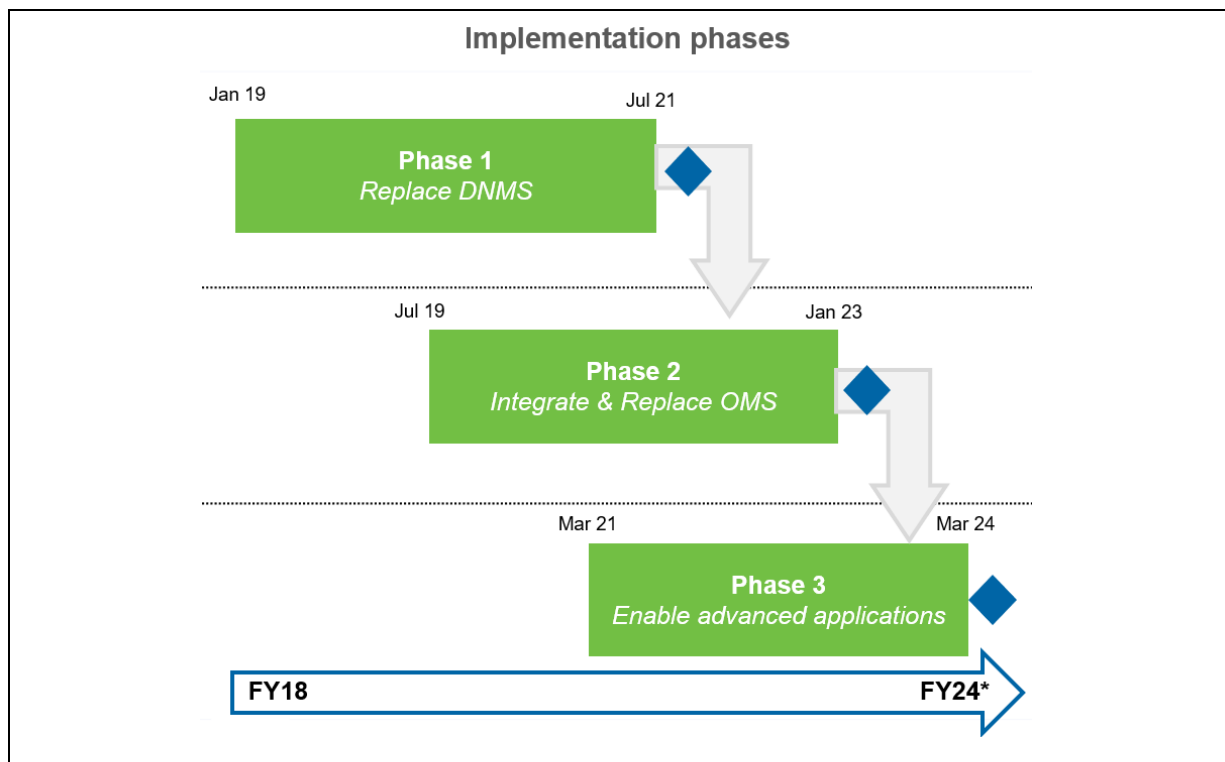 Implementation phases
Jan 19
Jul 21
Phase 1
Replace DNMS
Jul 19
Jan 23
Phase 2
Integrate & Replace OMS
Mar 21
Mar 24
Phase 3
Enable advanced applications
FY18
FY24*